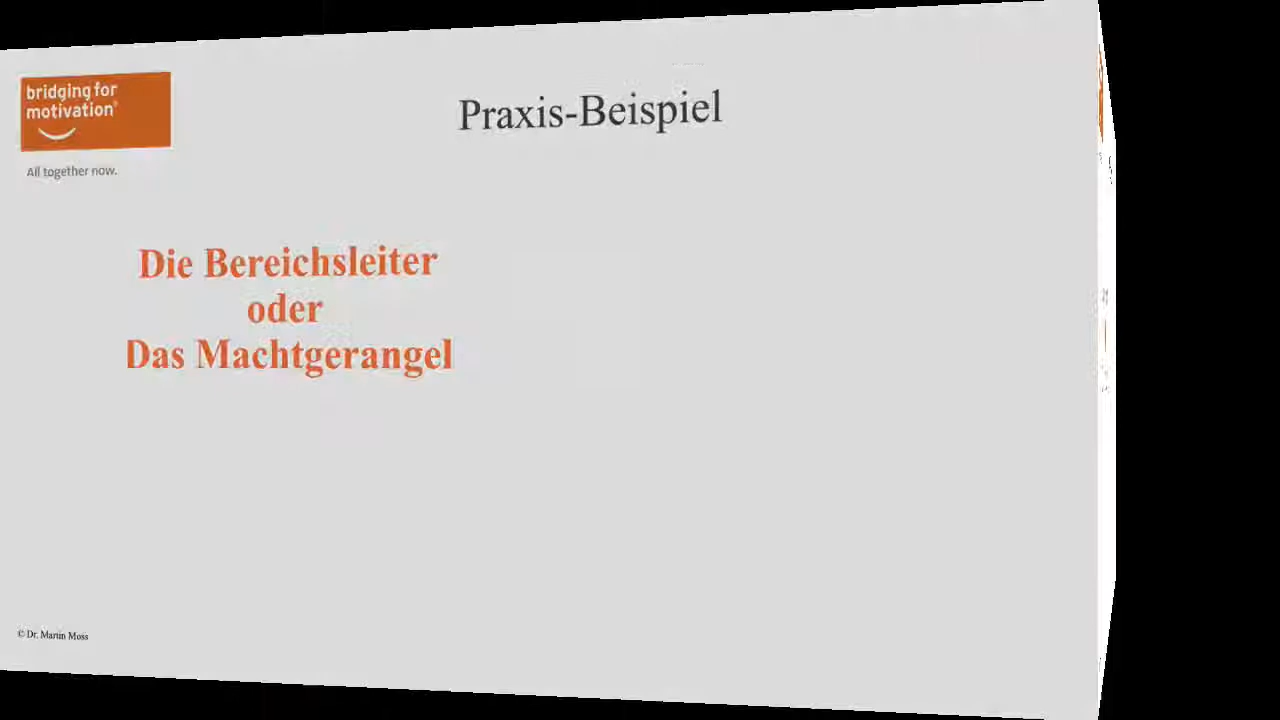 bridging for
motivation®
All together now.
Praxis-Beispiel
Die Bereichsleiter
oder
Das Machtgerangel
© Dr. Martin Moss